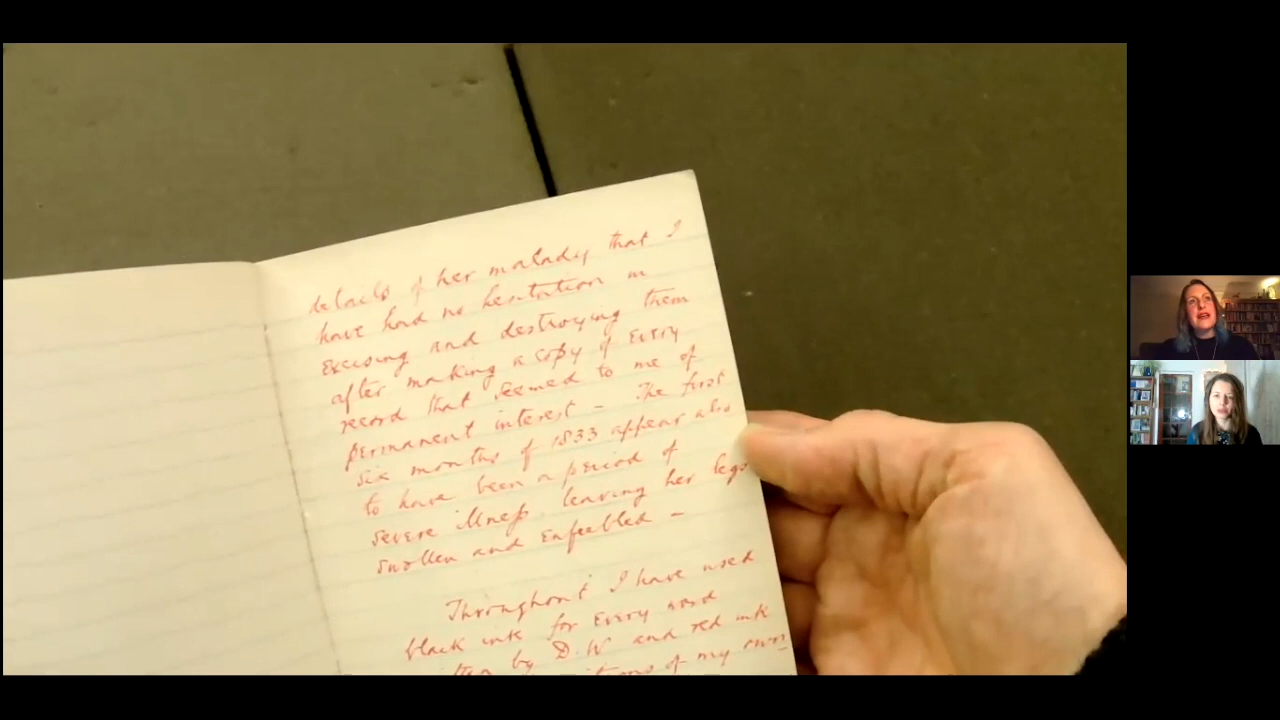 details of her malady that I
have had no hesitation in
excising and destroying them
after making a copy of every
record that seemed to me of
permanent interest – The first
six months of 1833 appear also
to have been a period of
severe illness leaving her legs
swollen and enfeebled –
Throughout I have used
black ink for every word
by D.W and red ink
of my own